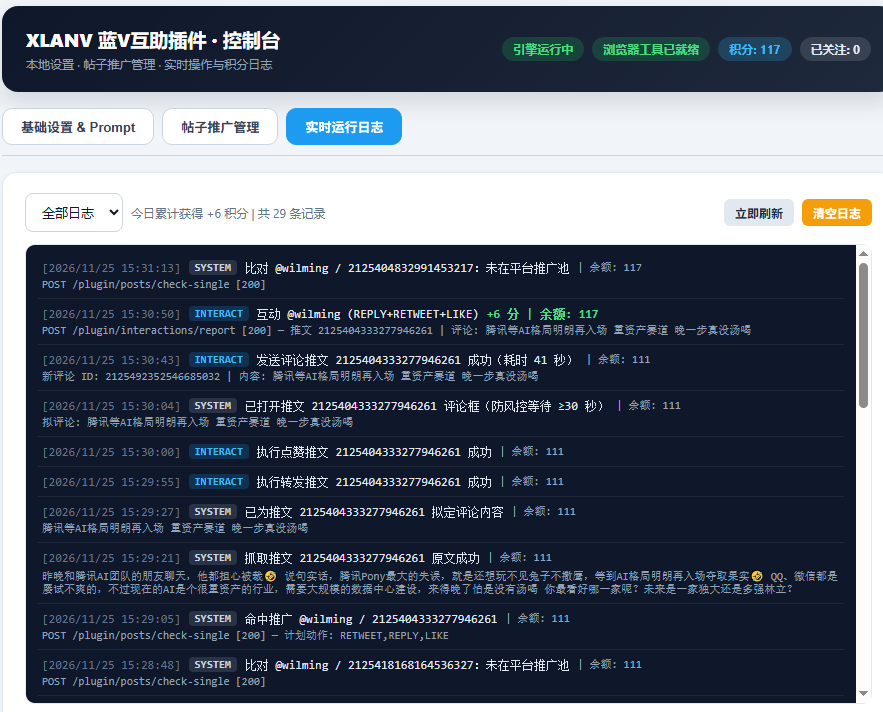 XLANV 蓝V互助插件 · 控制台
本地设置 · 帖子推广管理 · 实时操作与积分日志
引擎运行中
浏览器工具已就绪
积分: 117
已关注: 0
基础设置 & Prompt
帖子推广管理
实时运行日志
全部日志
今日累计获得 +6 积分 | 共 29 条记录
立即刷新
清空日志
[2026/11/25 15:31:13] SYSTEM 比对 @wilming / 2125404832991453217: 未在平台推广池 | 余额: 117
POST /plugin/posts/check-single [200]
[2026/11/25 15:30:50] INTERACT 互动 @wilming (REPLY+RETWEET+LIKE) +6 分 | 余额: 117
POST /plugin/interactions/report [200] — 推文 2125404333277946261 | 评论: 腾讯等AI格局明朗再入场 重资产赛道 晚一步真没汤喝
[2026/11/25 15:30:43] INTERACT 发送评论推文 2125404333277946261 成功（耗时 41 秒） | 余额: 111
新评论 ID: 2125492352546685032 | 内容: 腾讯等AI格局明朗再入场 重资产赛道 晚一步真没汤喝
[2026/11/25 15:30:04] SYSTEM 已打开推文 2125404333277946261 评论框（防风控等待 ≥30 秒） | 余额: 111
拟评论: 腾讯等AI格局明朗再入场 重资产赛道 晚一步真没汤喝
[2026/11/25 15:30:00] INTERACT 执行点赞推文 2125404333277946261 成功 | 余额: 111
[2026/11/25 15:29:55] INTERACT 执行转发推文 2125404333277946261 成功 | 余额: 111
[2026/11/25 15:29:27] SYSTEM 已为推文 2125404333277946261 拟定评论内容 | 余额: 111
腾讯等AI格局明朗再入场 重资产赛道 晚一步真没汤喝
[2026/11/25 15:29:21] SYSTEM 抓取推文 2125404333277946261 原文成功 | 余额: 111
昨晚和腾讯AI团队的朋友聊天，他都担心被裁🤣 说句实话，腾讯Pony最大的失误，就是还想玩不见兔子不撒鹰，等到AI格局明朗再入场夺取果实🤣 QQ、微信都是
屡试不爽的，不过现在的AI是个很重资产的行业，需要大规模的数据中心建设，来得晚了怕是没有汤喝 你最看好哪一家呢？未来是一家独大还是多强林立？
[2026/11/25 15:29:05] SYSTEM 命中推广 @wilming / 2125404333277946261 | 余额: 111
POST /plugin/posts/check-single [200] — 计划动作: RETWEET,REPLY,LIKE
[2026/11/25 15:28:48] SYSTEM 比对 @wilming / 2125418168164536327: 未在平台推广池 | 余额: 111
POST /plugin/posts/check-single [200]